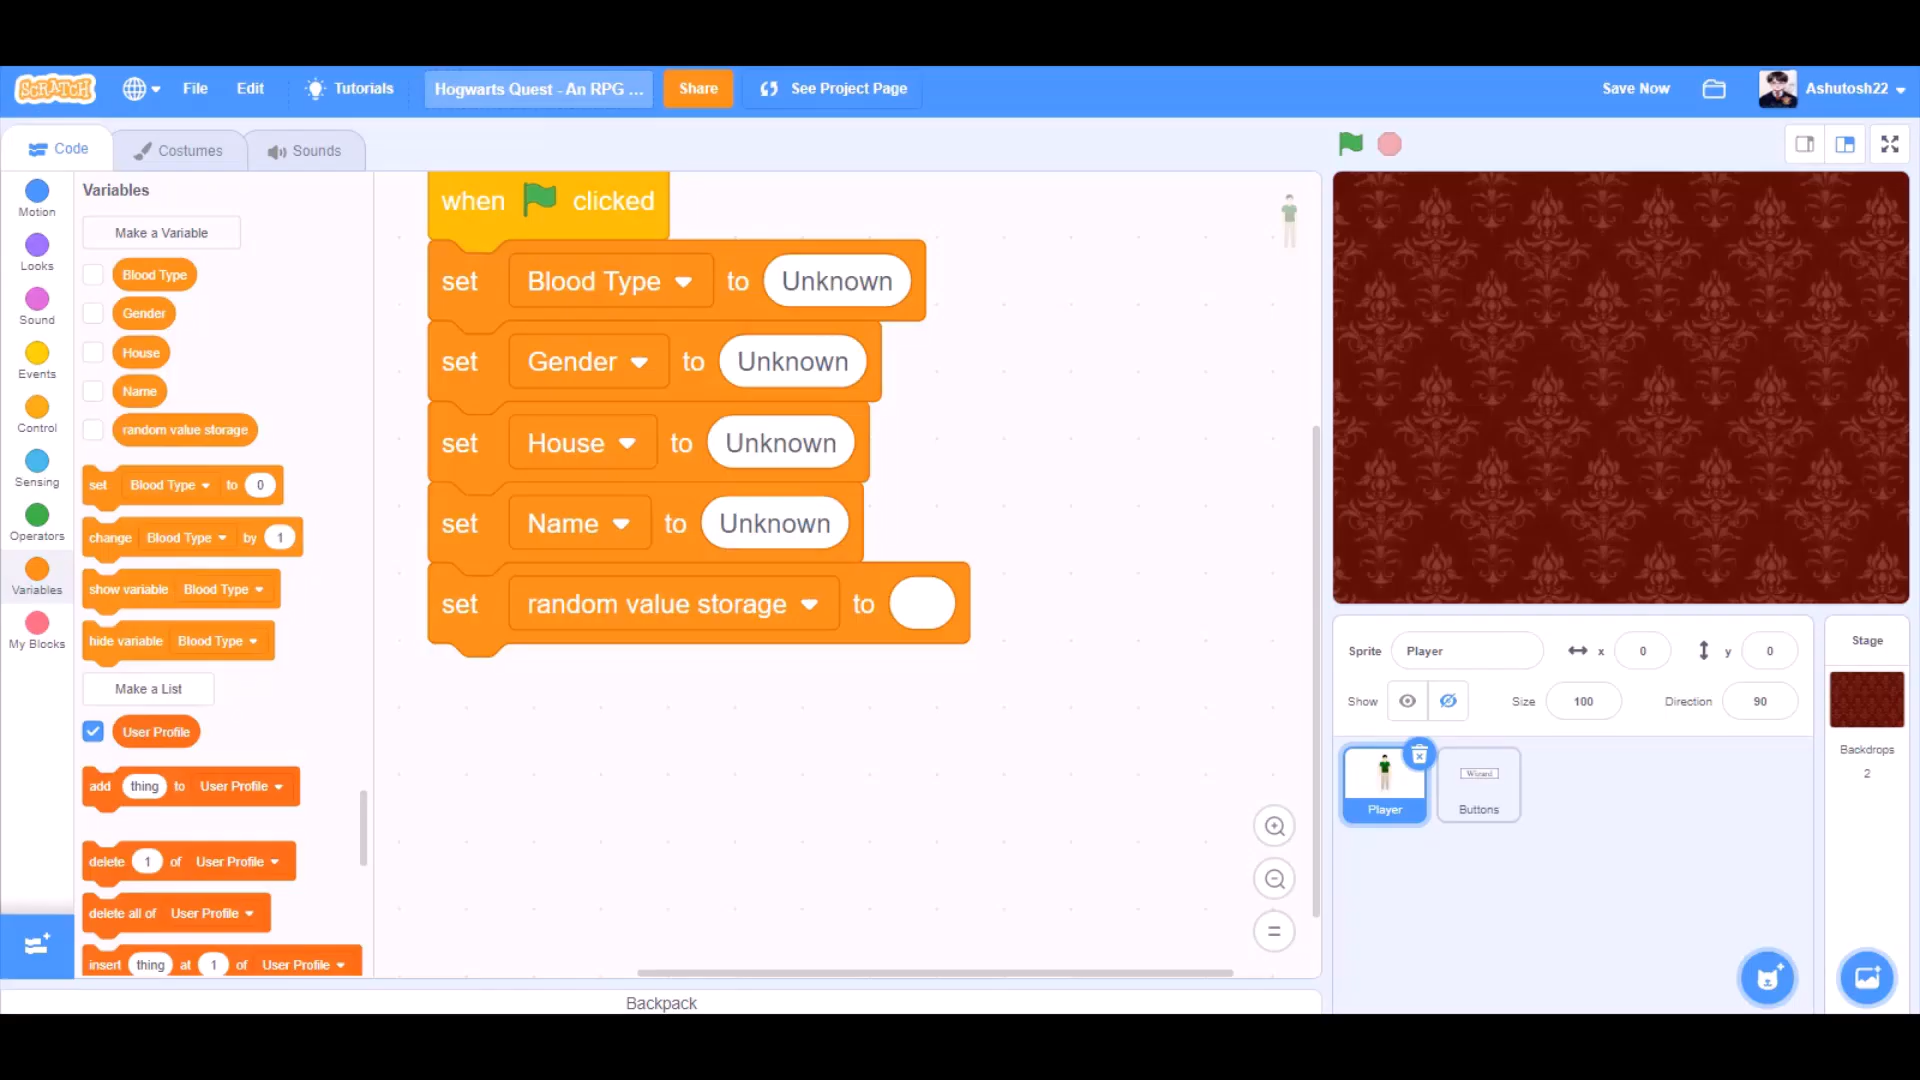 SCRATCH File Edit Tutorials Hogwarts Quest - An RPG ... Share See Project Page Save Now Ashutosh22
Code Costumes Sounds
Motion
Looks
Sound
Events
Control
Sensing
Operators
Variables
My Blocks
Variables
Make a Variable
Blood Type
Gender
House
Name
random value storage
set Blood Type to 0
change Blood Type by 1
show variable Blood Type
hide variable Blood Type
Make a List
User Profile
add thing to User Profile
delete 1 of User Profile
delete all of User Profile
insert thing at 1 of User Profile
when clicked
set Blood Type to Unknown
set Gender to Unknown
set House to Unknown
set Name to Unknown
set random value storage to
Backpack
Sprite Player x 0 y 0
Show Size 100 Direction 90
Wizard
Player
Buttons
Stage
Backdrops
2